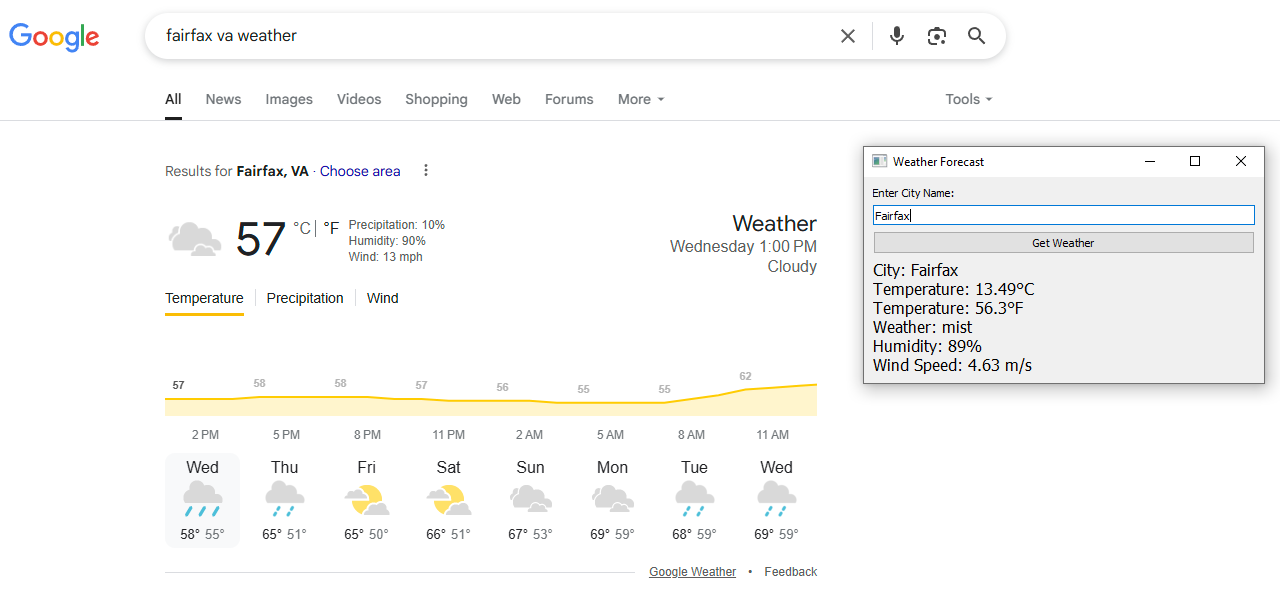 Google
fairfax va weather
All News Images Videos Shopping Web Forums More Tools
Results for Fairfax, VA · Choose area
57 °C | °F
Precipitation: 10%
Humidity: 90%
Wind: 13 mph
Weather
Wednesday 1:00 PM
Cloudy
Temperature Precipitation Wind
57 58 58 57 56 55 55 62
2 PM 5 PM 8 PM 11 PM 2 AM 5 AM 8 AM 11 AM
Wed Thu Fri Sat Sun Mon Tue Wed
58° 55° 65° 51° 65° 50° 66° 51° 67° 53° 69° 59° 68° 59° 69° 59°
Google Weather • Feedback
Weather Forecast
Enter City Name:
Fairfax
Get Weather
City: Fairfax
Temperature: 13.49°C
Temperature: 56.3°F
Weather: mist
Humidity: 89%
Wind Speed: 4.63 m/s